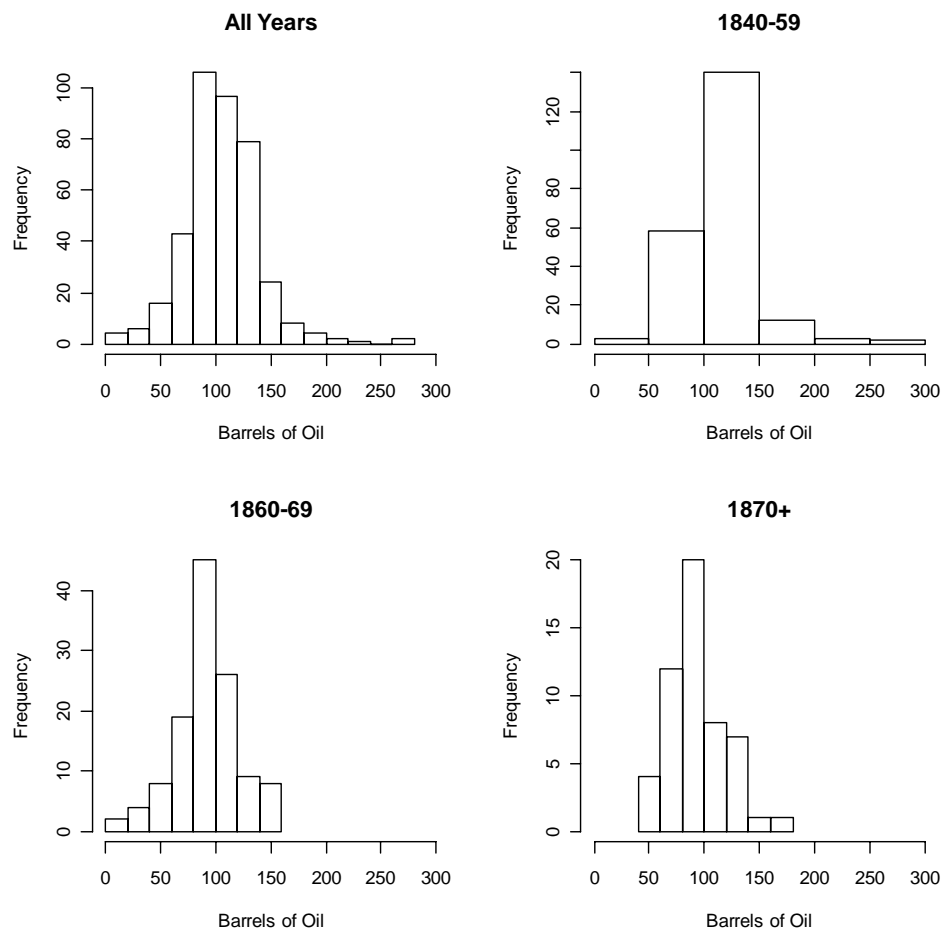 All Years
Frequency
0 20 40 60 80 100
0 50 100 150 200 250 300
Barrels of Oil
1840-59
Frequency
0 20 40 60 80 120
0 50 100 150 200 250 300
Barrels of Oil
1860-69
Frequency
0 10 20 30 40
0 50 100 150 200 250 300
Barrels of Oil
1870+
Frequency
0 5 10 15 20
0 50 100 150 200 250 300
Barrels of Oil